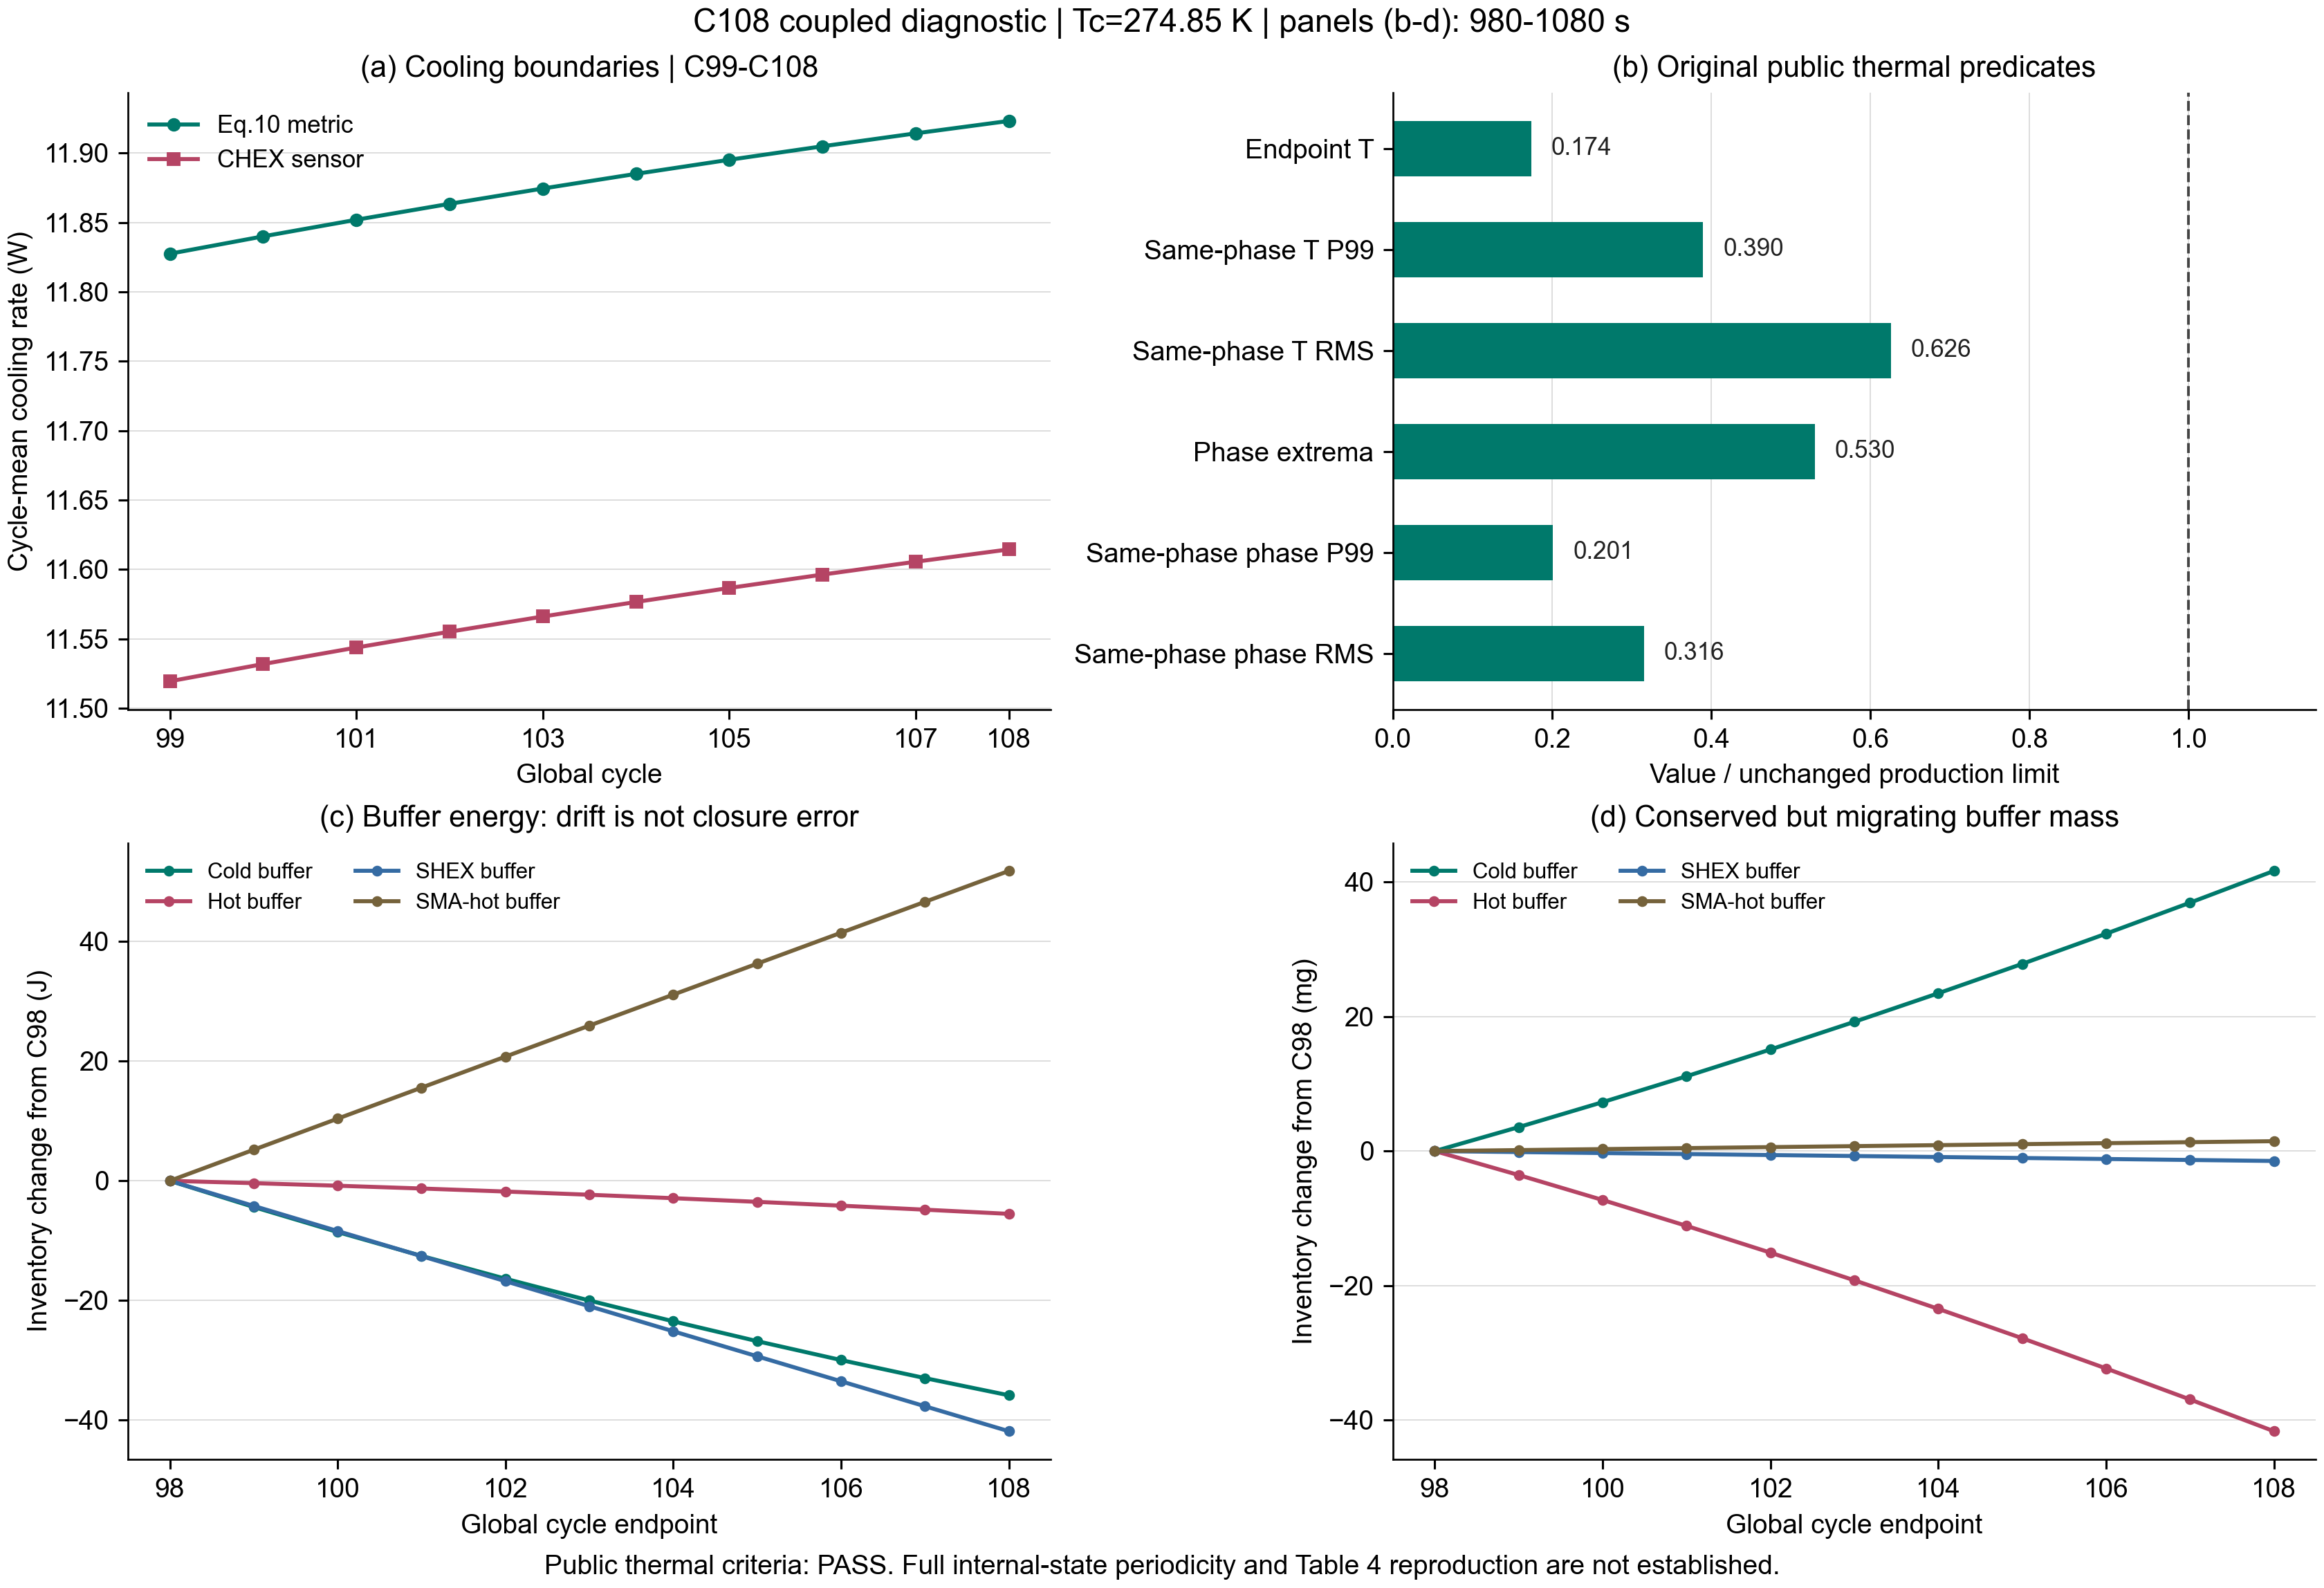 C108 coupled diagnostic | Tc=274.85 K | panels (b-d): 980-1080 s
(a) Cooling boundaries | C99-C108
Eq.10 metric
CHEX sensor
Cycle-mean cooling rate (W)
11.90
11.85
11.80
11.75
11.70
11.65
11.60
11.55
11.50
99
101
103
105
107
108
Global cycle
(b) Original public thermal predicates
Endpoint T
0.174
Same-phase T P99
0.390
Same-phase T RMS
0.626
Phase extrema
0.530
Same-phase phase P99
0.201
Same-phase phase RMS
0.316
0.0
0.2
0.4
0.6
0.8
1.0
Value / unchanged production limit
(c) Buffer energy: drift is not closure error
Cold buffer
Hot buffer
SHEX buffer
SMA-hot buffer
Inventory change from C98 (J)
40
20
0
−20
−40
98
100
102
104
106
108
Global cycle endpoint
(d) Conserved but migrating buffer mass
Cold buffer
Hot buffer
SHEX buffer
SMA-hot buffer
Inventory change from C98 (mg)
40
20
0
−20
−40
98
100
102
104
106
108
Global cycle endpoint
Public thermal criteria: PASS. Full internal-state periodicity and Table 4 reproduction are not established.